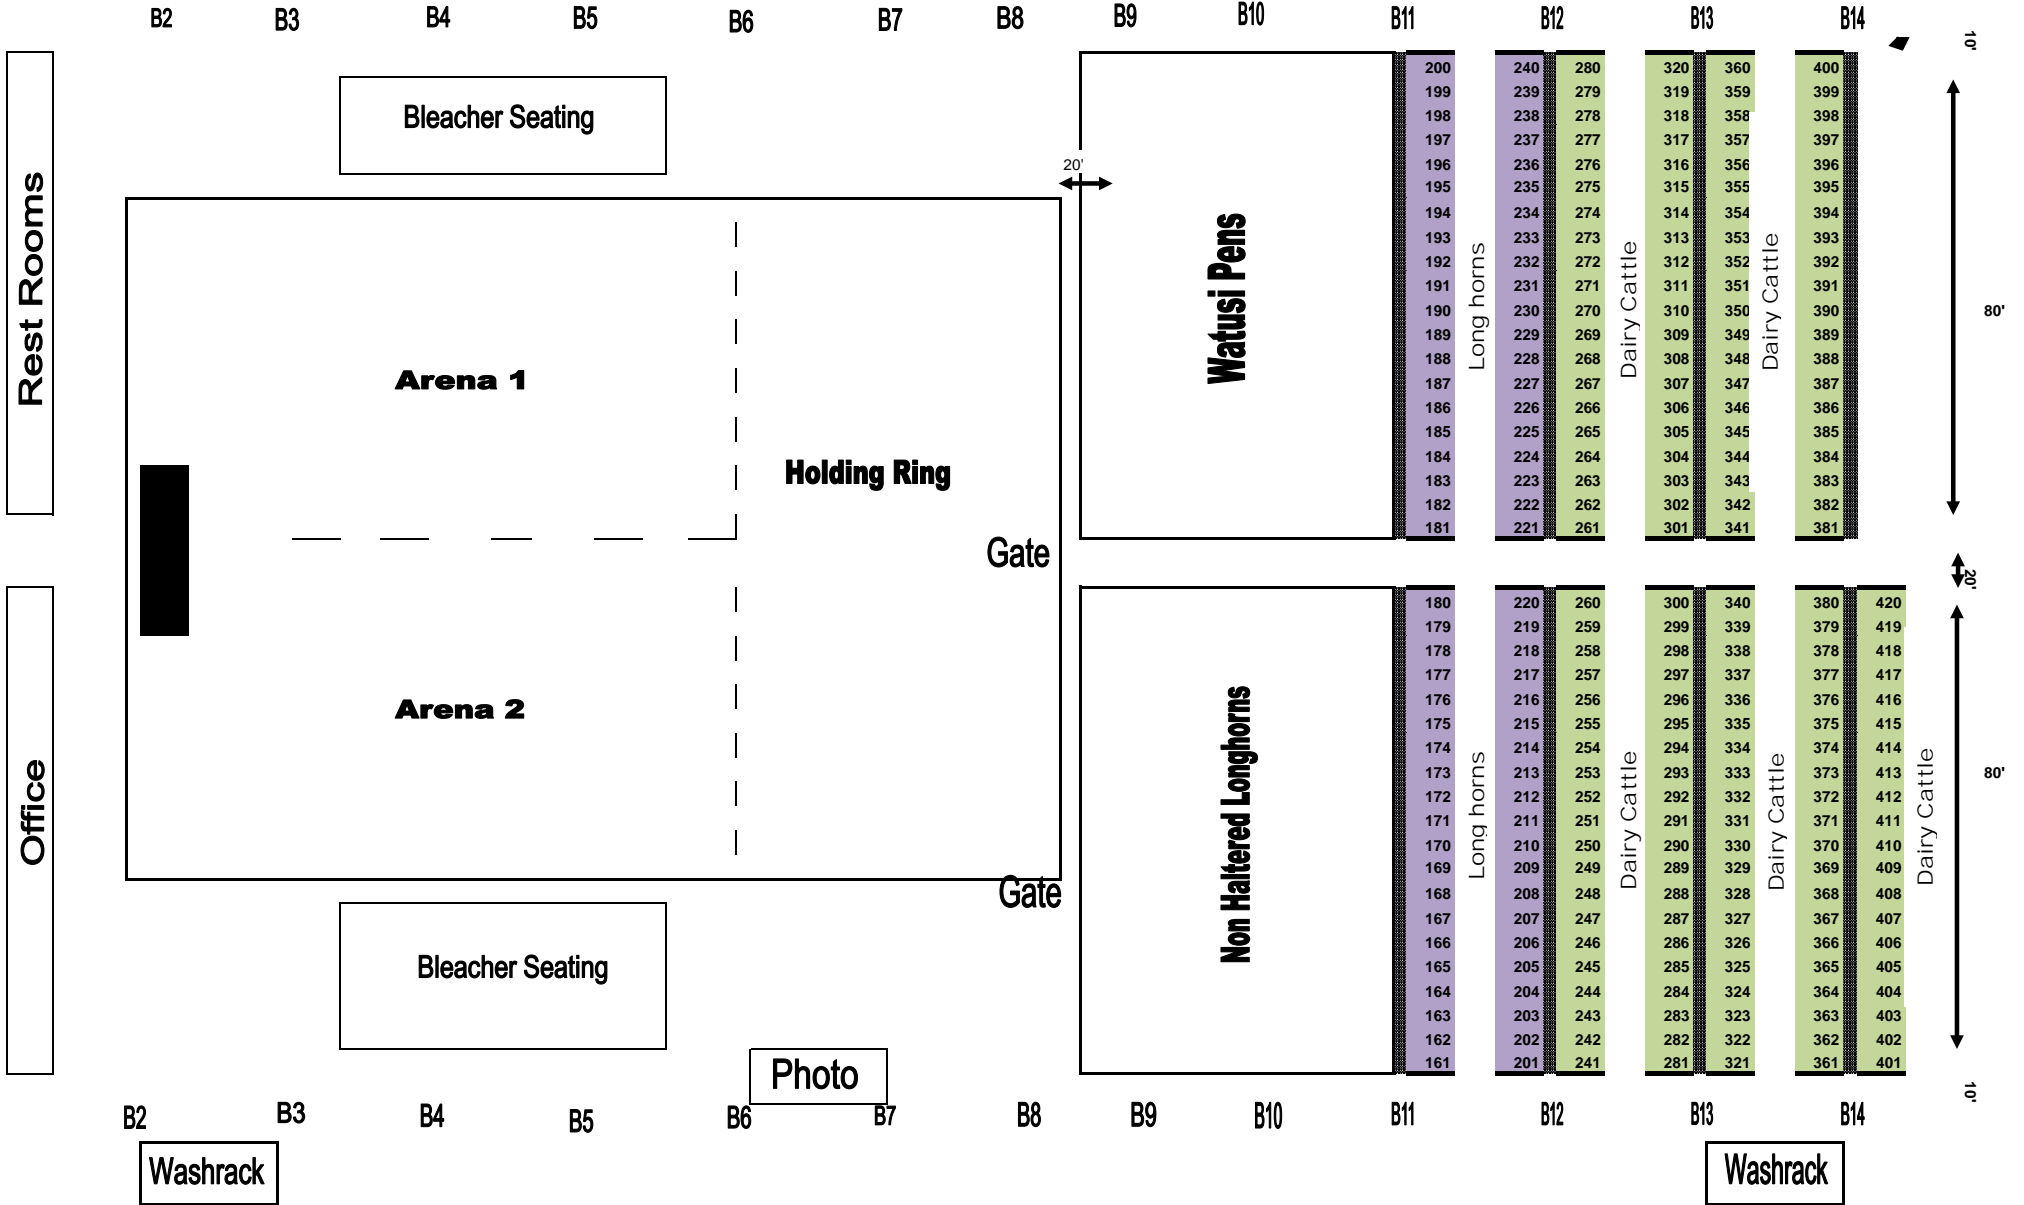 B2 B3 B4 B5 B6 B7 B8 B9 B10 B11 B12 B13 B14
10'
Rest Rooms
Office
Bleacher Seating
20'
Arena 1
Holding Ring
Gate
Arena 2
Gate
Bleacher Seating
Photo
Watusi Pens
Non Haltered Longhorns
200 240 280 320 360 400
199 239 279 319 359 399
198 238 278 318 358 398
197 237 277 317 357 397
196 236 276 316 356 396
195 235 275 315 355 395
194 234 274 314 354 394
193 233 273 313 353 393
192 232 272 312 352 392
191 231 271 311 351 391
190 230 270 310 350 390
189 229 269 309 349 389
188 228 268 308 348 388
187 227 267 307 347 387
186 226 266 306 346 386
185 225 265 305 345 385
184 224 264 304 344 384
183 223 263 303 343 383
182 222 262 302 342 382
181 221 261 301 341 381
Long horns
Dairy Cattle
Dairy Cattle
80'
20'
180 220 260 300 340 380 420
179 219 259 299 339 379 419
178 218 258 298 338 378 418
177 217 257 297 337 377 417
176 216 256 296 336 376 416
175 215 255 295 335 375 415
174 214 254 294 334 374 414
173 213 253 293 333 373 413
172 212 252 292 332 372 412
171 211 251 291 331 371 411
170 210 250 290 330 370 410
169 209 249 289 329 369 409
168 208 248 288 328 368 408
167 207 247 287 327 367 407
166 206 246 286 326 366 406
165 205 245 285 325 365 405
164 204 244 284 324 364 404
163 203 243 283 323 363 403
162 202 242 282 322 362 402
161 201 241 281 321 361 401
Long horns
Dairy Cattle
Dairy Cattle
Dairy Cattle
80'
10'
B2 B3 B4 B5 B6 B7 B8 B9 B10 B11 B12 B13 B14
Washrack
Washrack